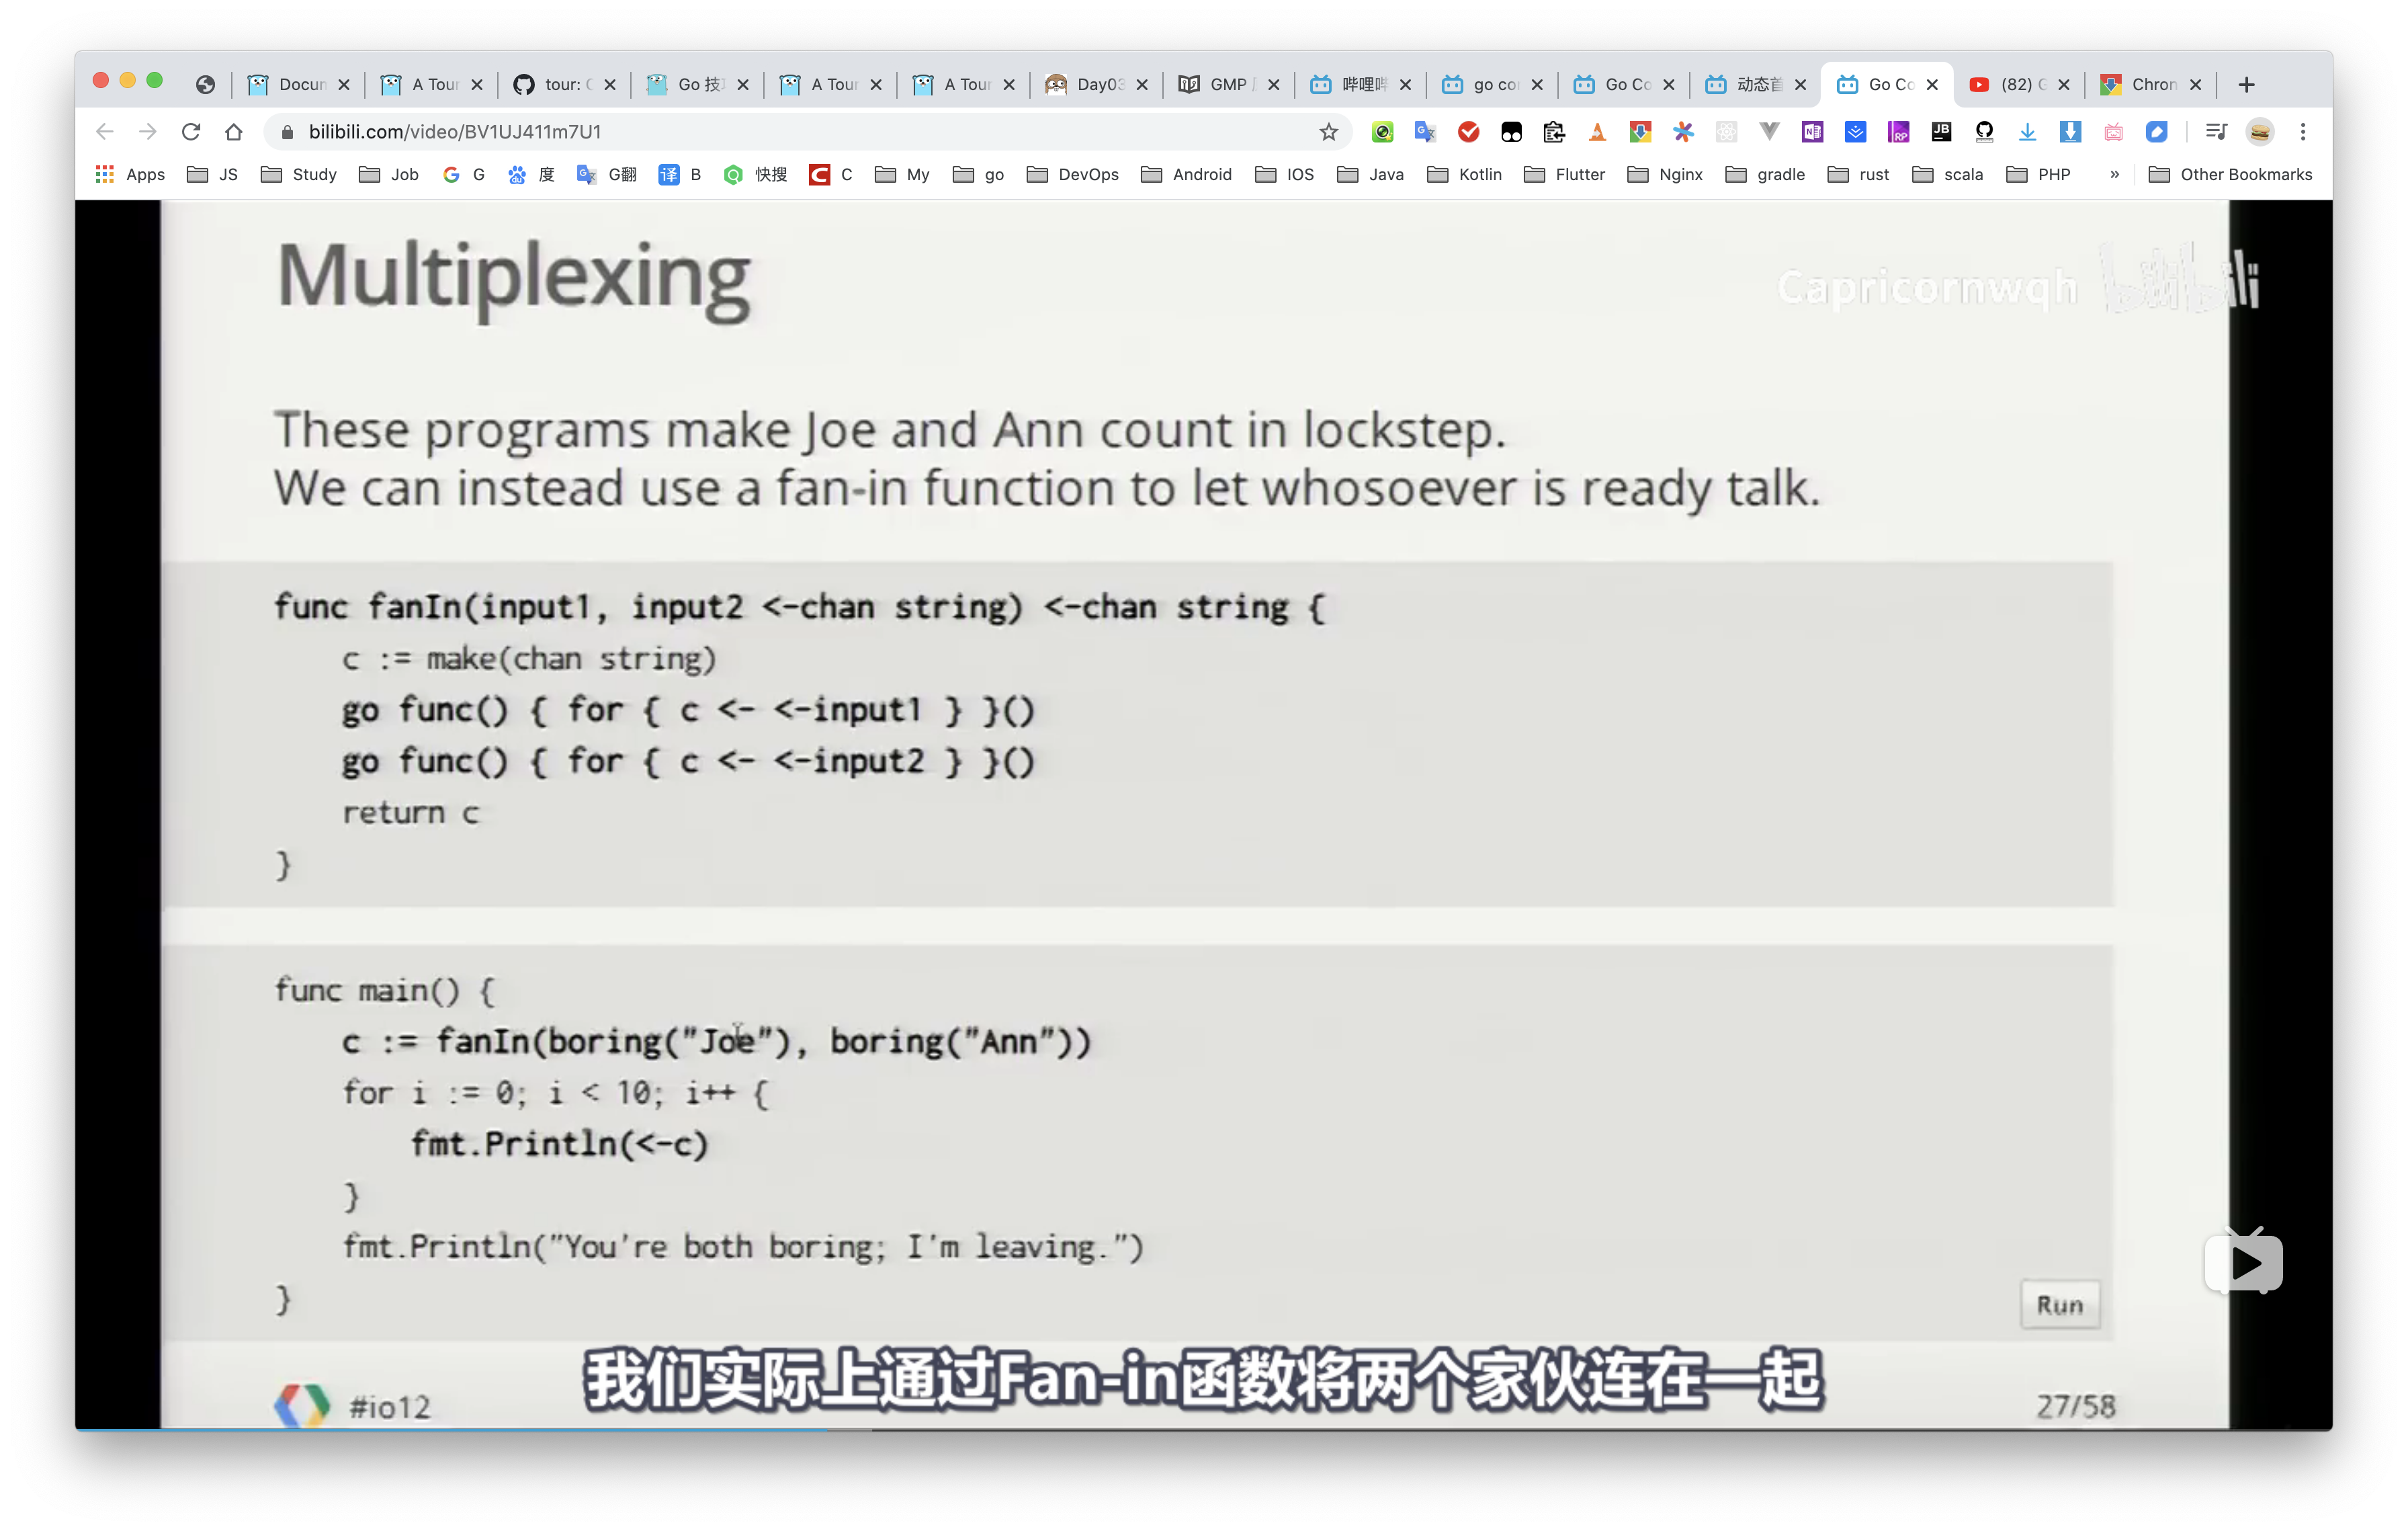 Docun
A Tour
tour: C
Go 技
A Tour
A Tour
Day03
GMP
哔哩哔
go co
Go Co
动态首
Go Co
(82) G
Chron
bilibili.com/video/BV1UJ411m7U1
Apps
JS
Study
Job
G
度
G翻
B
快搜
C
My
go
DevOps
Android
IOS
Java
Kotlin
Flutter
Nginx
gradle
rust
scala
PHP
»
Other Bookmarks
Multiplexing
Capricornwqh bilibili
These programs make Joe and Ann count in lockstep.
We can instead use a fan-in function to let whosoever is ready talk.
func fanIn(input1, input2 <-chan string) <-chan string {
c := make(chan string)
go func() { for { c <- <-input1 } }()
go func() { for { c <- <-input2 } }()
return c
}
func main() {
c := fanIn(boring("Joe"), boring("Ann"))
for i := 0; i < 10; i++ {
fmt.Println(<-c)
}
fmt.Println("You're both boring; I'm leaving.")
}
Run
我们实际上通过Fan-in函数将两个家伙连在一起
#io12
27/58